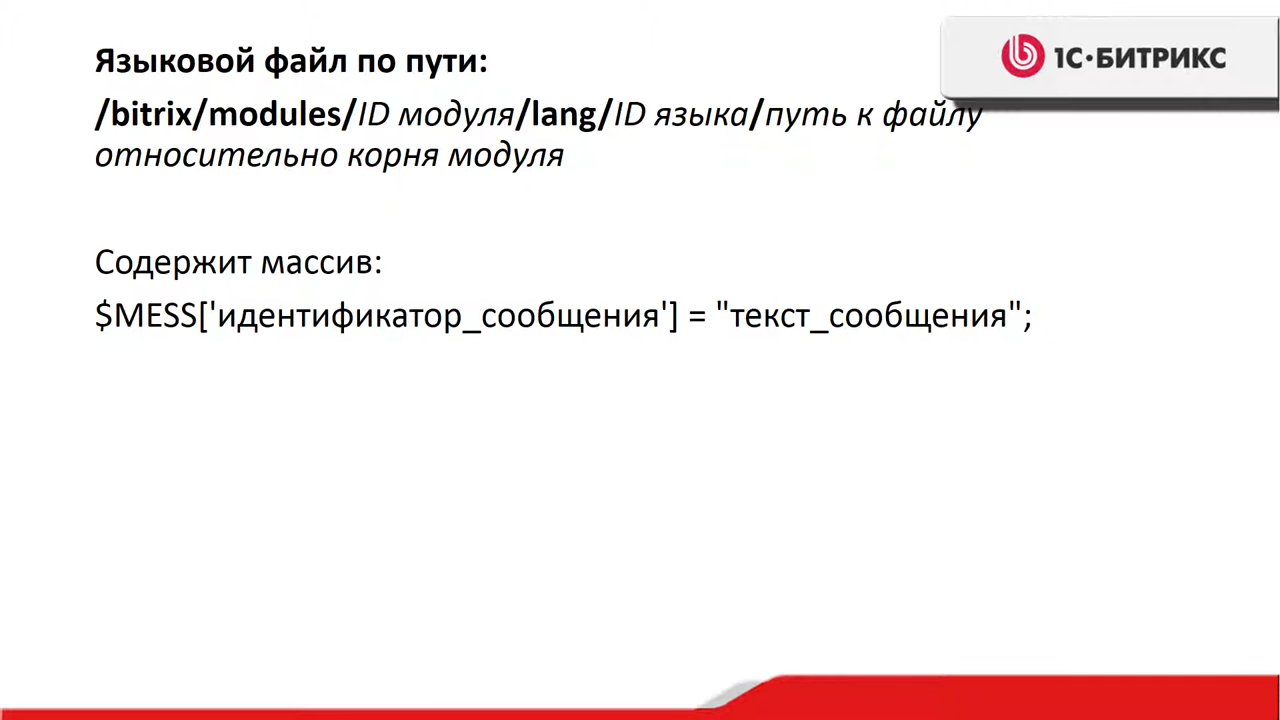 1С·БИТРИКС
Языковой файл по пути:
/bitrix/modules/ID модуля/lang/ID языка/путь к файлу
относительно корня модуля
Содержит массив:
$MESS['идентификатор_сообщения'] = "текст_сообщения";